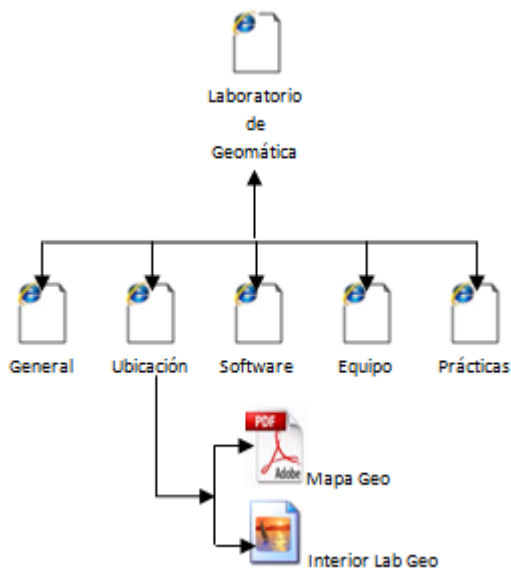 Laboratorio
de
Geomática
General
Ubicación
Software
Equipo
Prácticas
PDF
Adobe
Mapa Geo
Interior Lab Geo